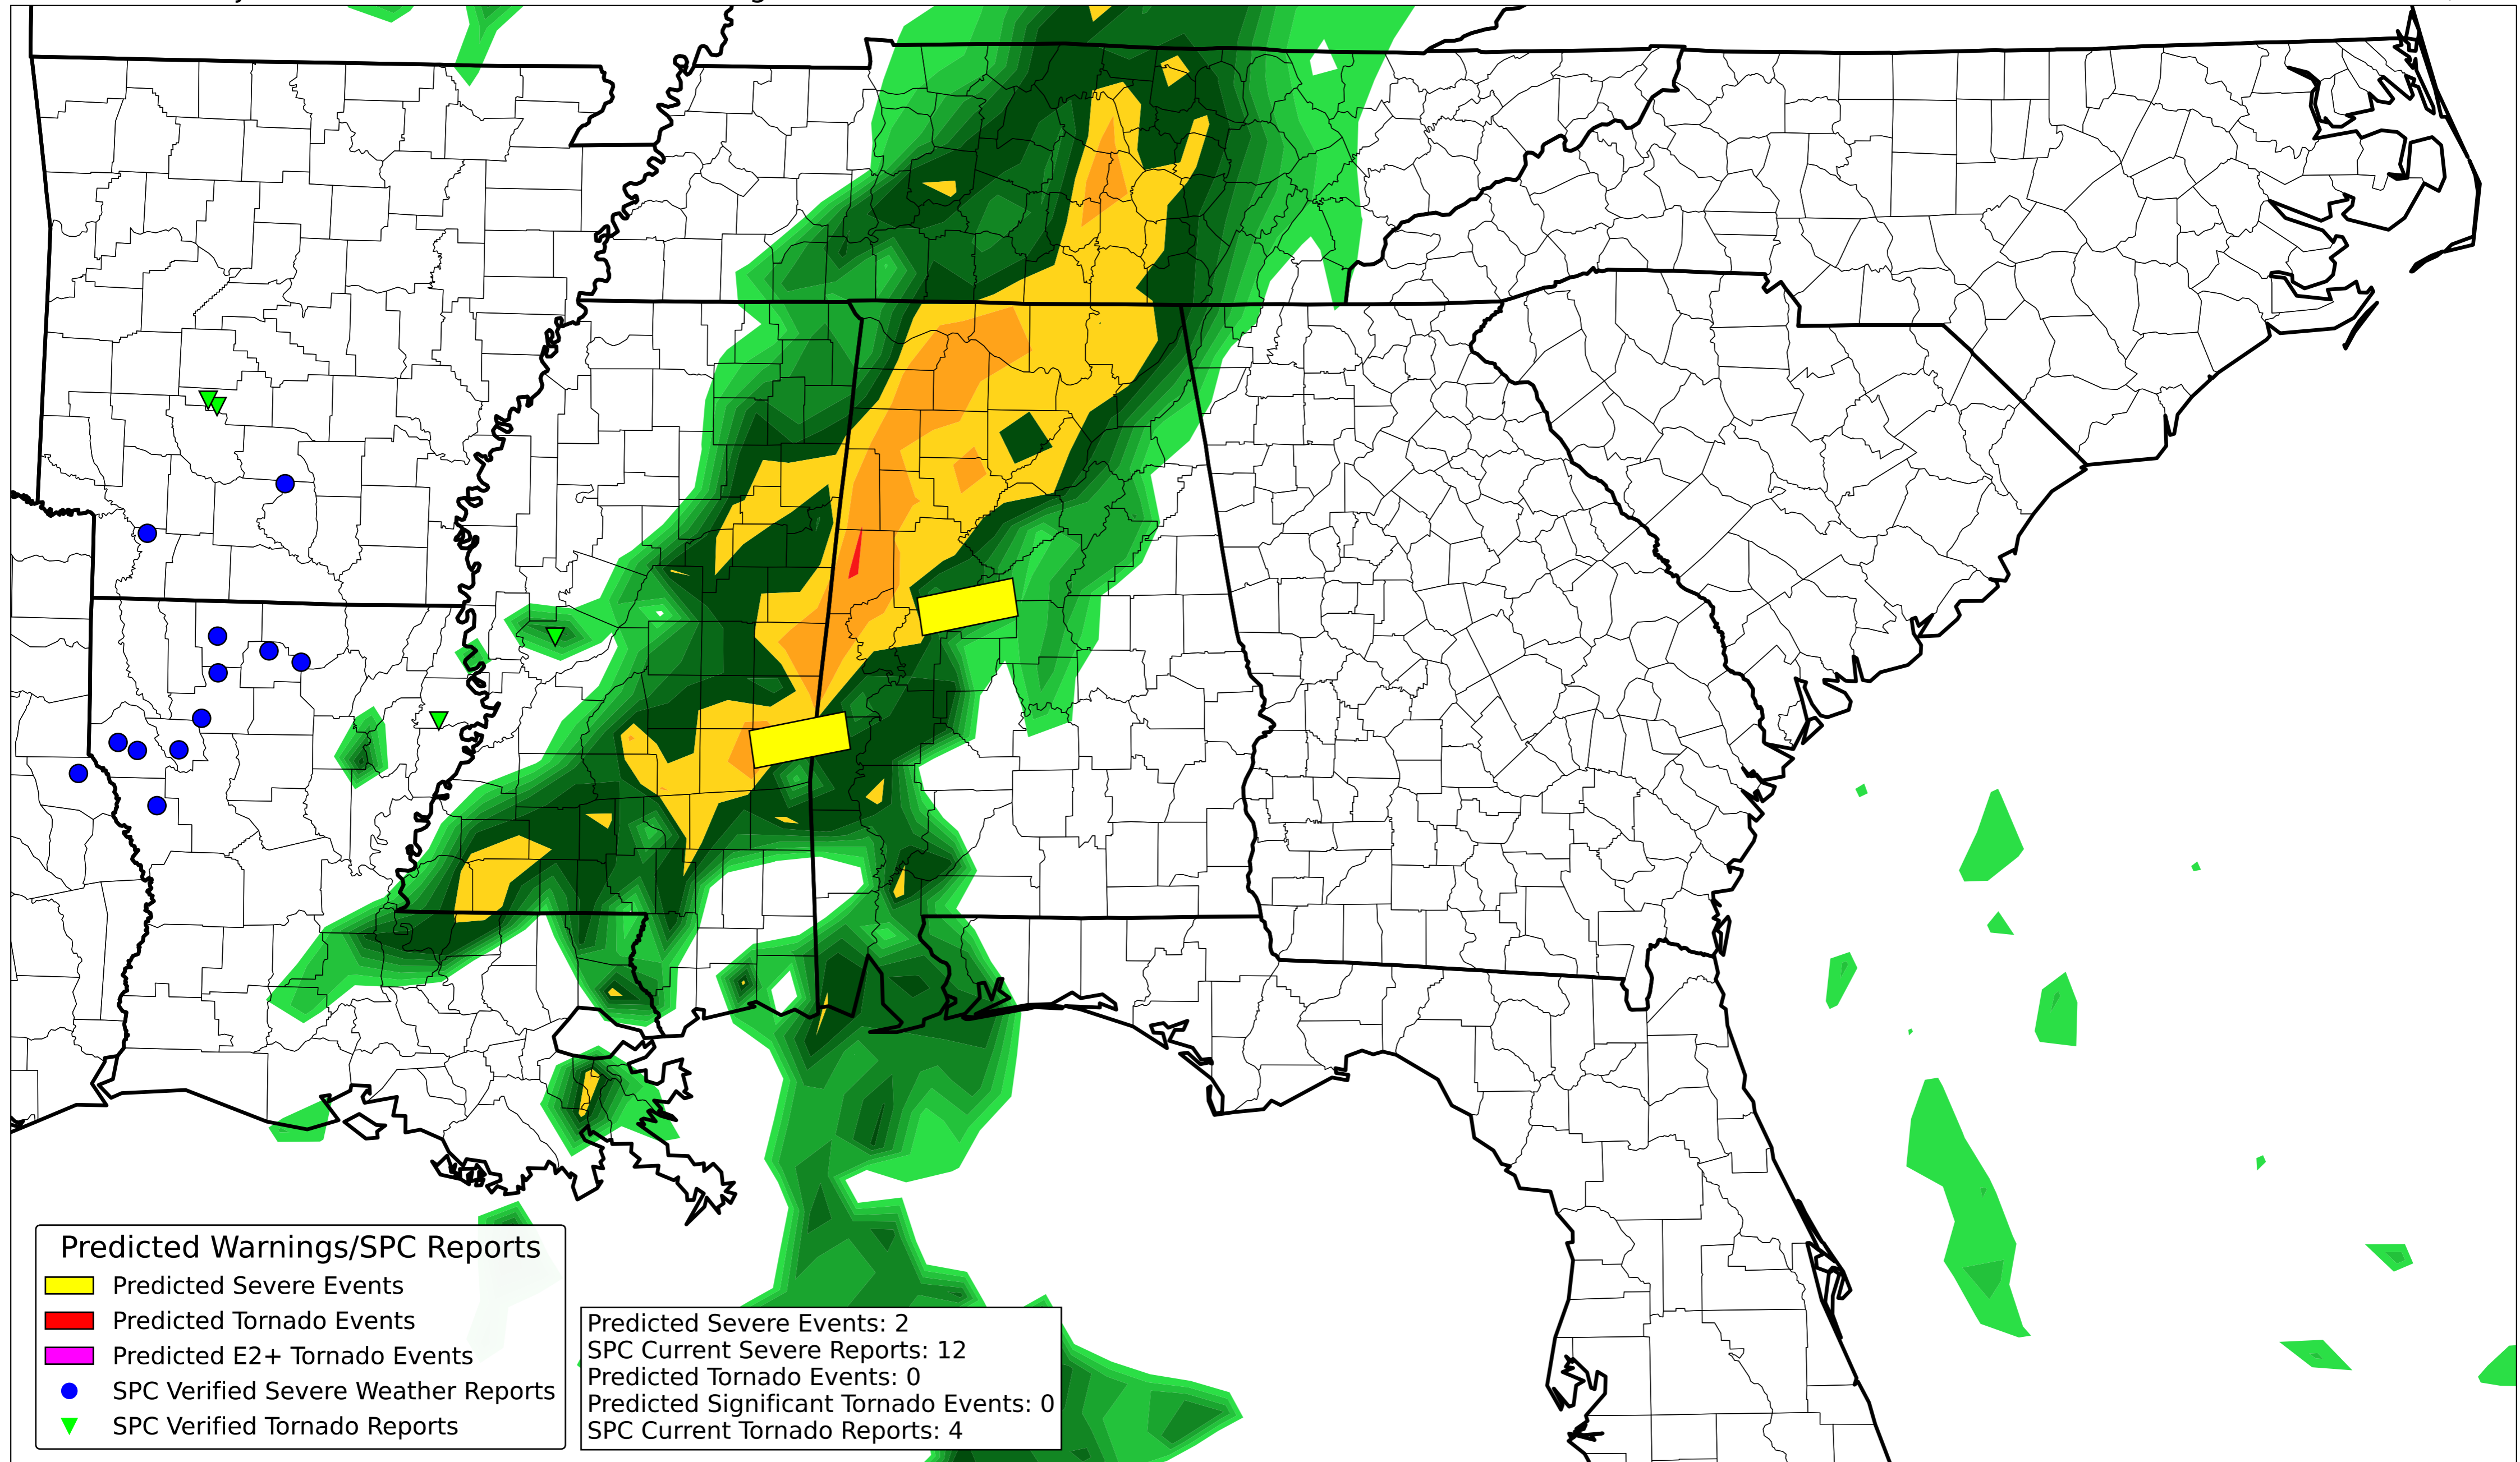 Predicted Warnings/SPC Reports
Predicted Severe Events
Predicted Tornado Events
Predicted E2+ Tornado Events
SPC Verified Severe Weather Reports
SPC Verified Tornado Reports
Predicted Severe Events: 2
SPC Current Severe Reports: 12
Predicted Tornado Events: 0
Predicted Significant Tornado Events: 0
SPC Current Tornado Reports: 4